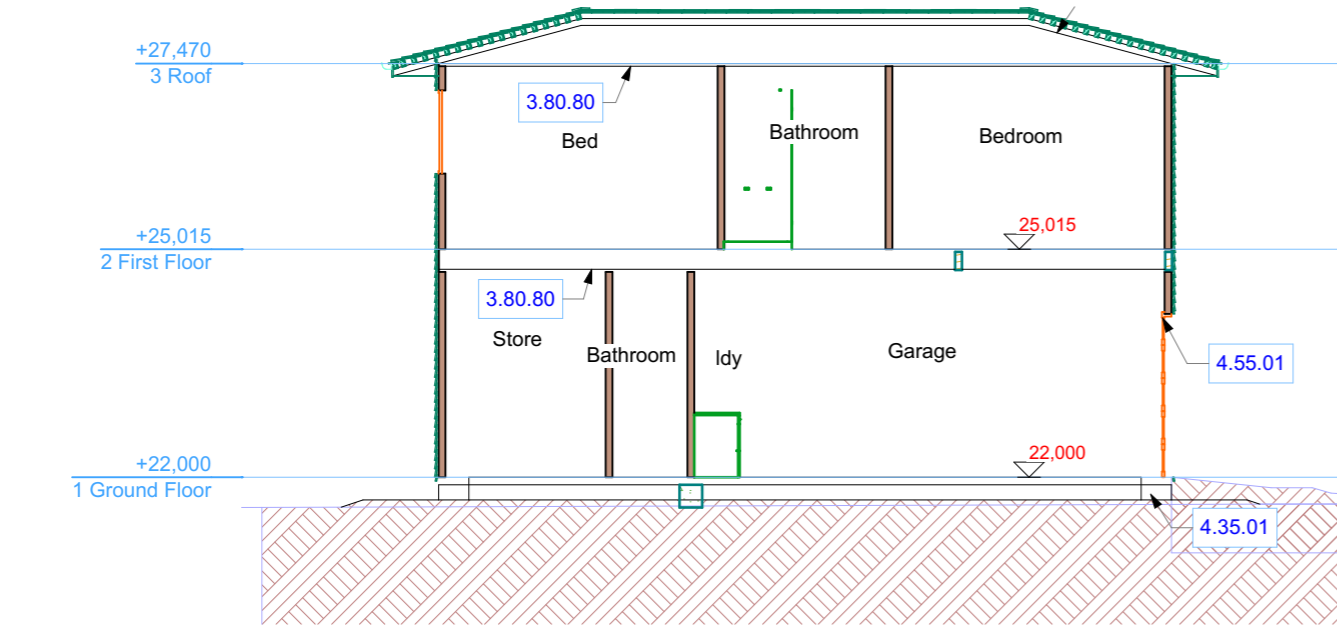 +27,470
3 Roof
3.80.80
Bed
Bathroom
Bedroom
+25,015
2 First Floor
25,015
3.80.80
Store
Bathroom
ldy
Garage
4.55.01
+22,000
1 Ground Floor
22,000
4.35.01